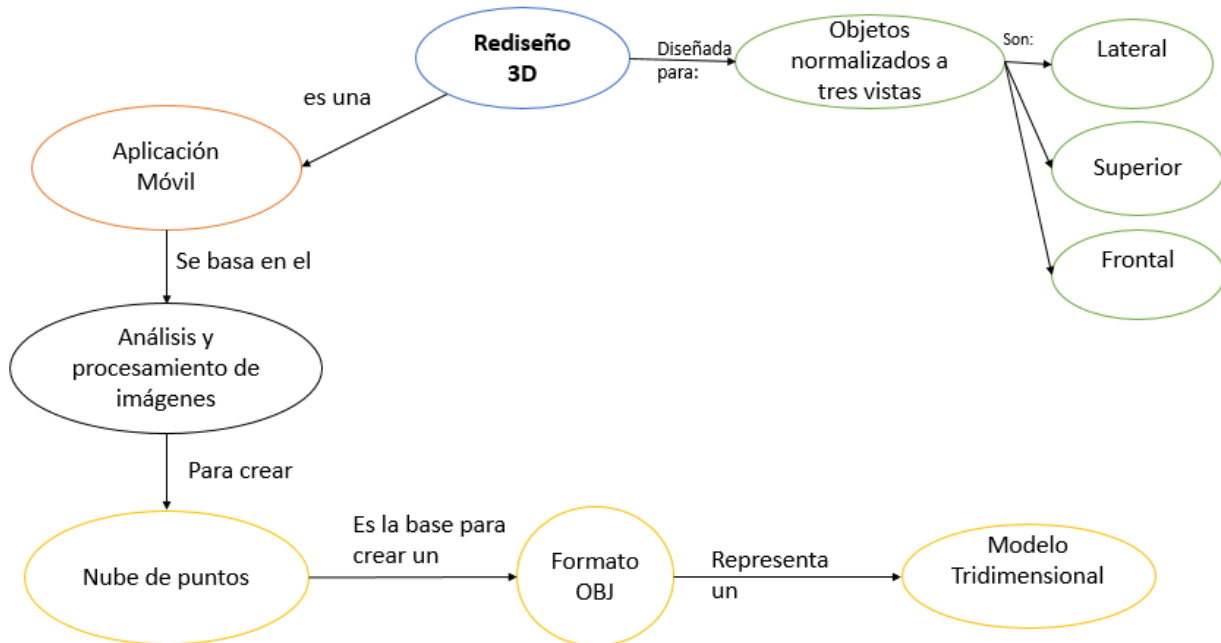 Rediseño
3D
Diseñada
para:
Objetos
normalizados a
tres vistas
Son:
Lateral
Superior
Frontal
es una
Aplicación
Móvil
Se basa en el
Análisis y
procesamiento de
imágenes
Para crear
Nube de puntos
Es la base para
crear un
Formato
OBJ
Representa
un
Modelo
Tridimensional